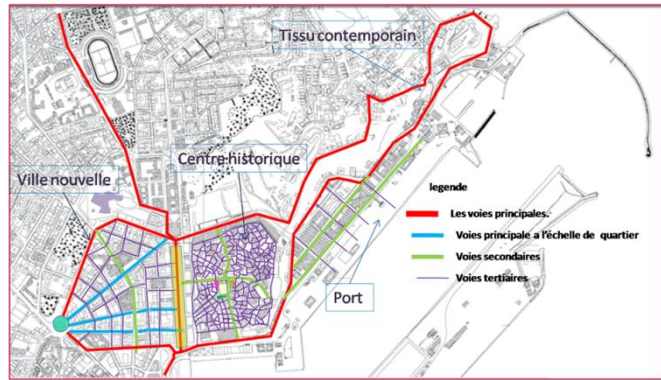 Tissu contemporain
Centre historique
Ville nouvelle
legende
Les voies principales.
Voies principale a l'échelle de quartier
Voies secondaires
Voies tertiaires
Port